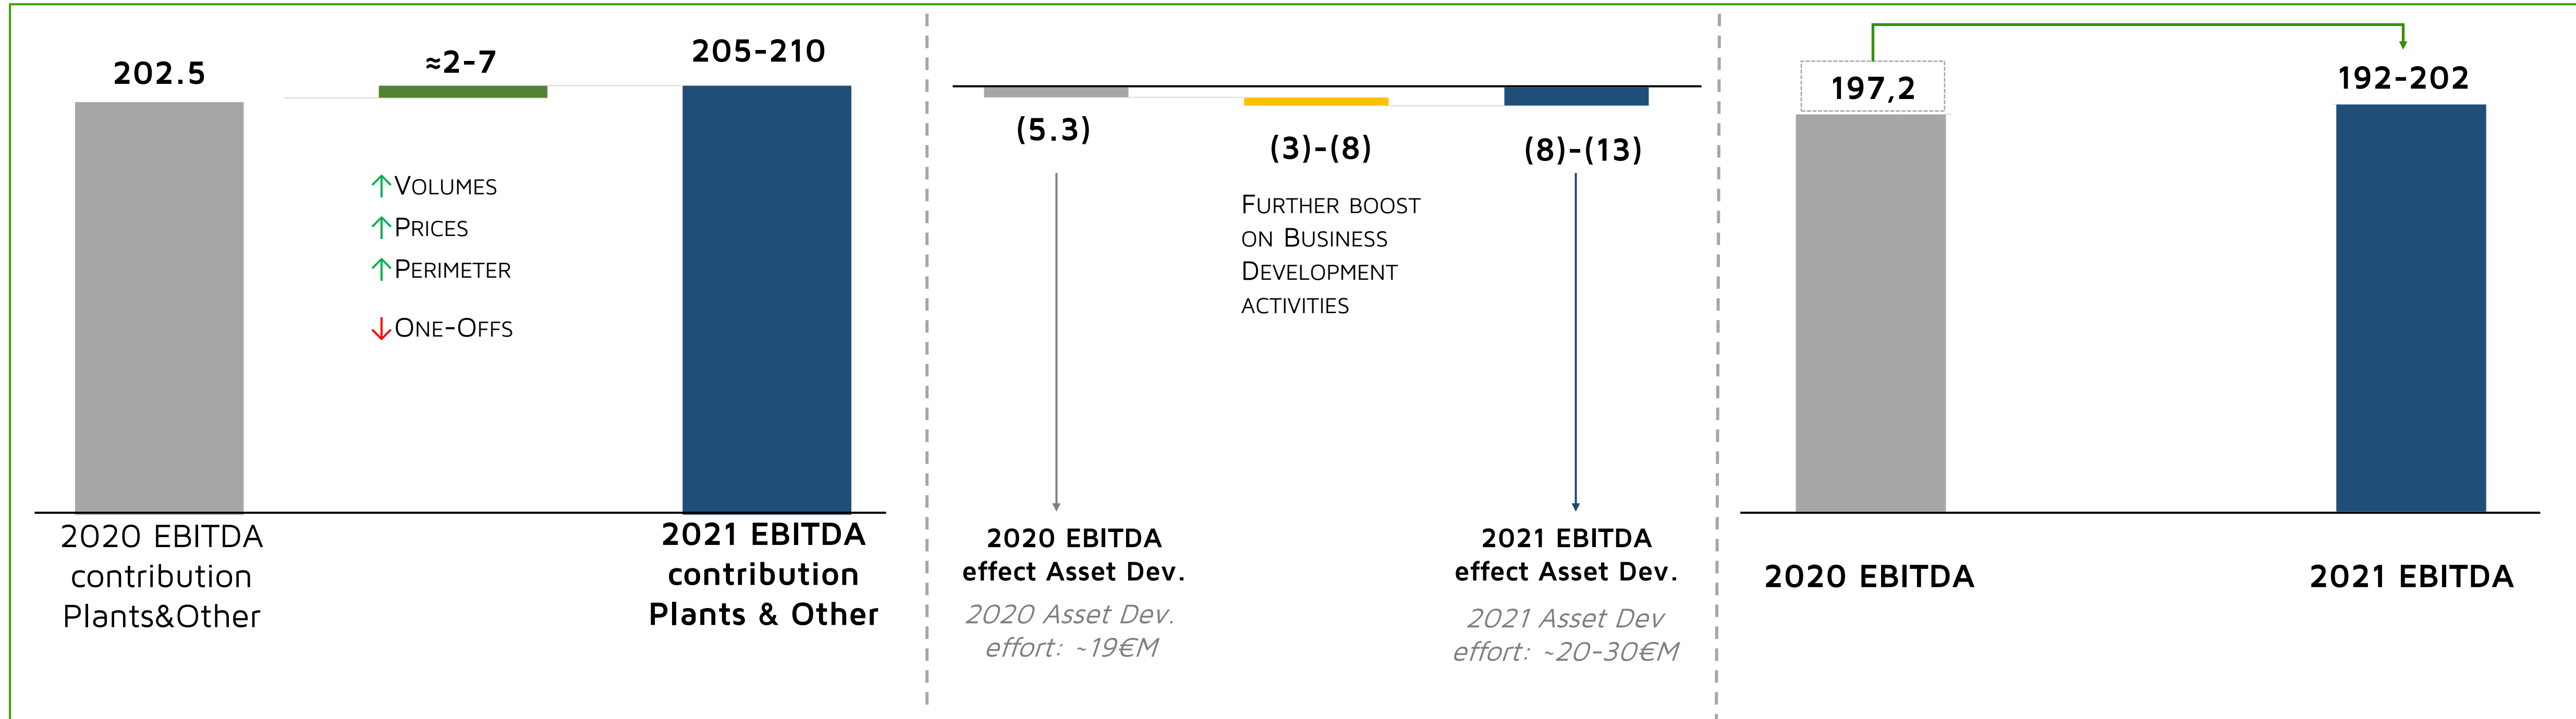 202.5
≈2-7
205-210
↑VOLUMES
↑PRICES
↑PERIMETER
↓ONE-OFFS
2020 EBITDA
contribution
Plants&Other
2021 EBITDA
contribution
Plants & Other
(5.3)
(3)-(8)
(8)-(13)
FURTHER BOOST
ON BUSINESS
DEVELOPMENT
ACTIVITIES
2020 EBITDA
effect Asset Dev.
2020 Asset Dev.
effort: ~19€M
2021 EBITDA
effect Asset Dev.
2021 Asset Dev
effort: ~20-30€M
197,2
192-202
2020 EBITDA
2021 EBITDA